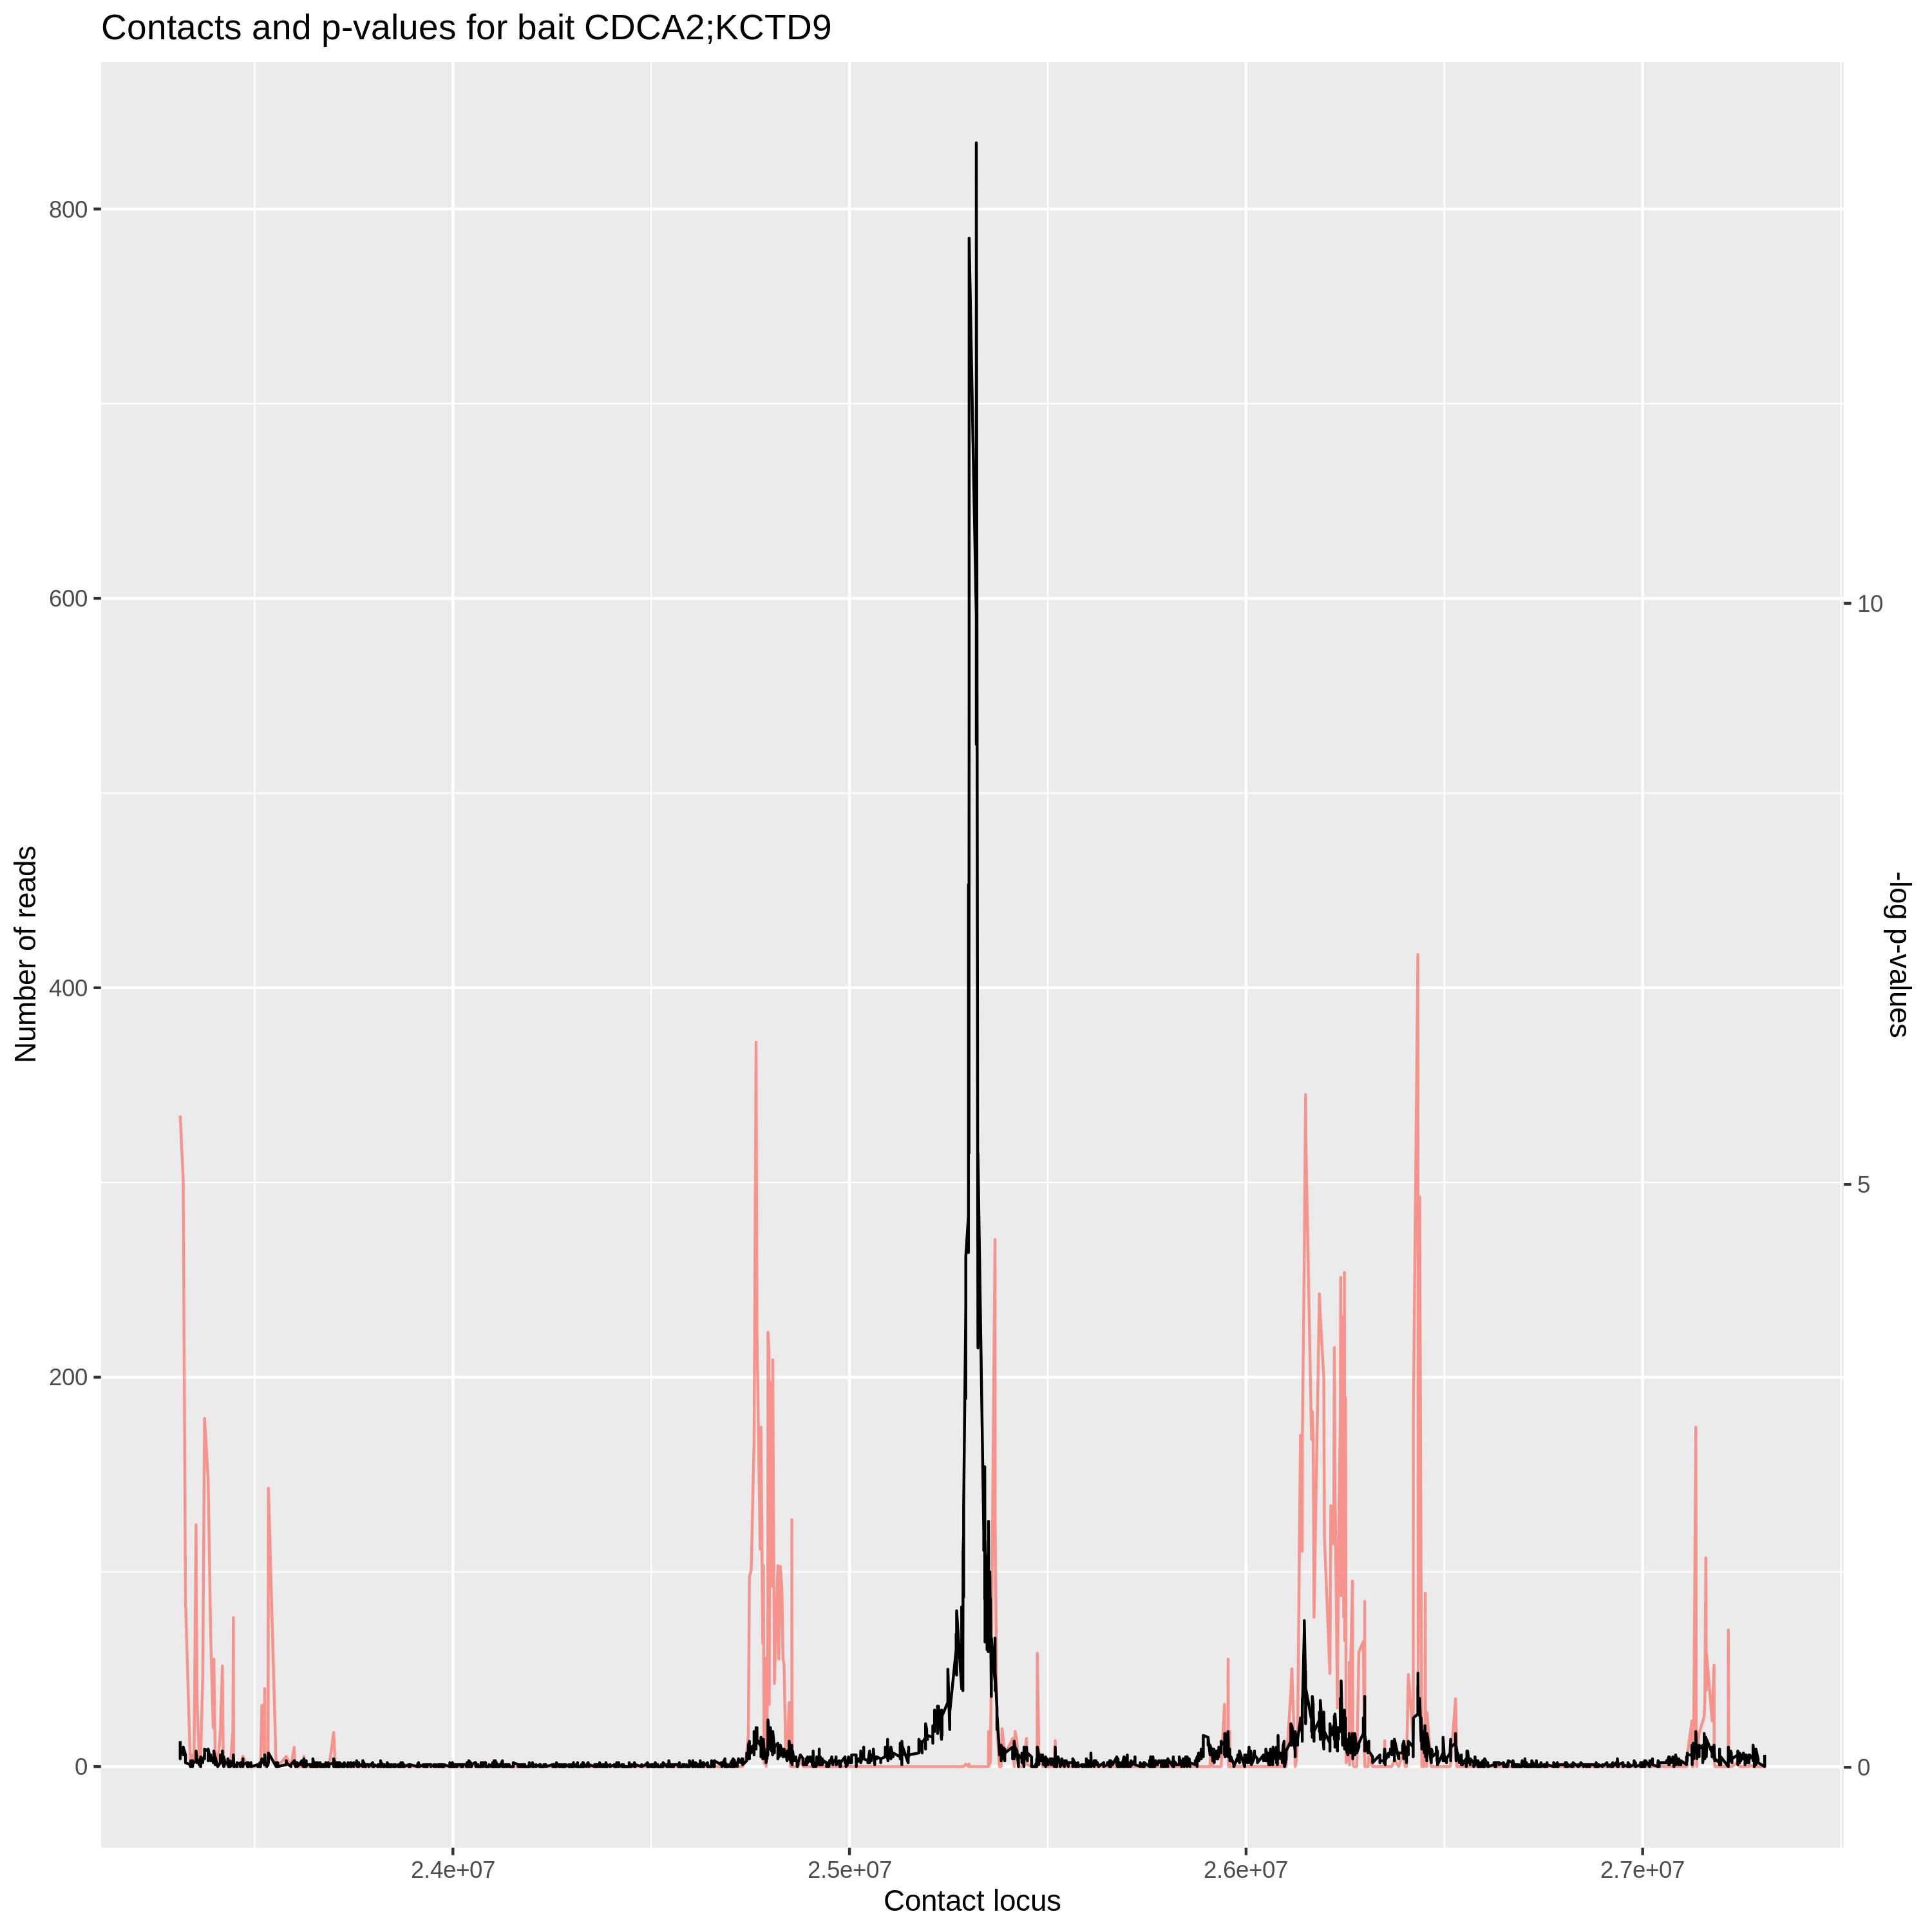 Contacts and p-values for bait CDCA2;KCTD9
800
600
400
200
0
Number of reads
10
5
0
-log p-values
2.4e+07
2.5e+07
2.6e+07
2.7e+07
Contact locus